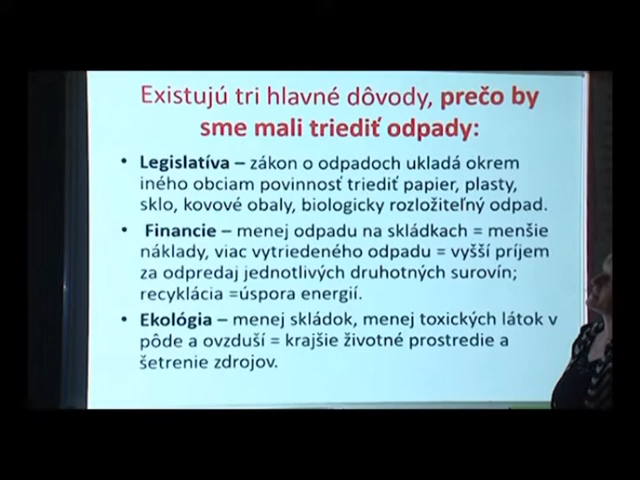 Existujú tri hlavné dôvody, prečo by
sme mali triediť odpady:
• Legislatíva – zákon o odpadoch ukladá okrem
iného obciam povinnosť triediť papier, plasty,
sklo, kovové obaly, biologicky rozložiteľný odpad.
• Financie – menej odpadu na skládkach = menšie
náklady, viac vytriedeného odpadu = vyšší príjem
za odpredaj jednotlivých druhotných surovín;
recyklácia =úspora energií.
• Ekológia – menej skládok, menej toxických látok v
pôde a ovzduší = krajšie životné prostredie a
šetrenie zdrojov.